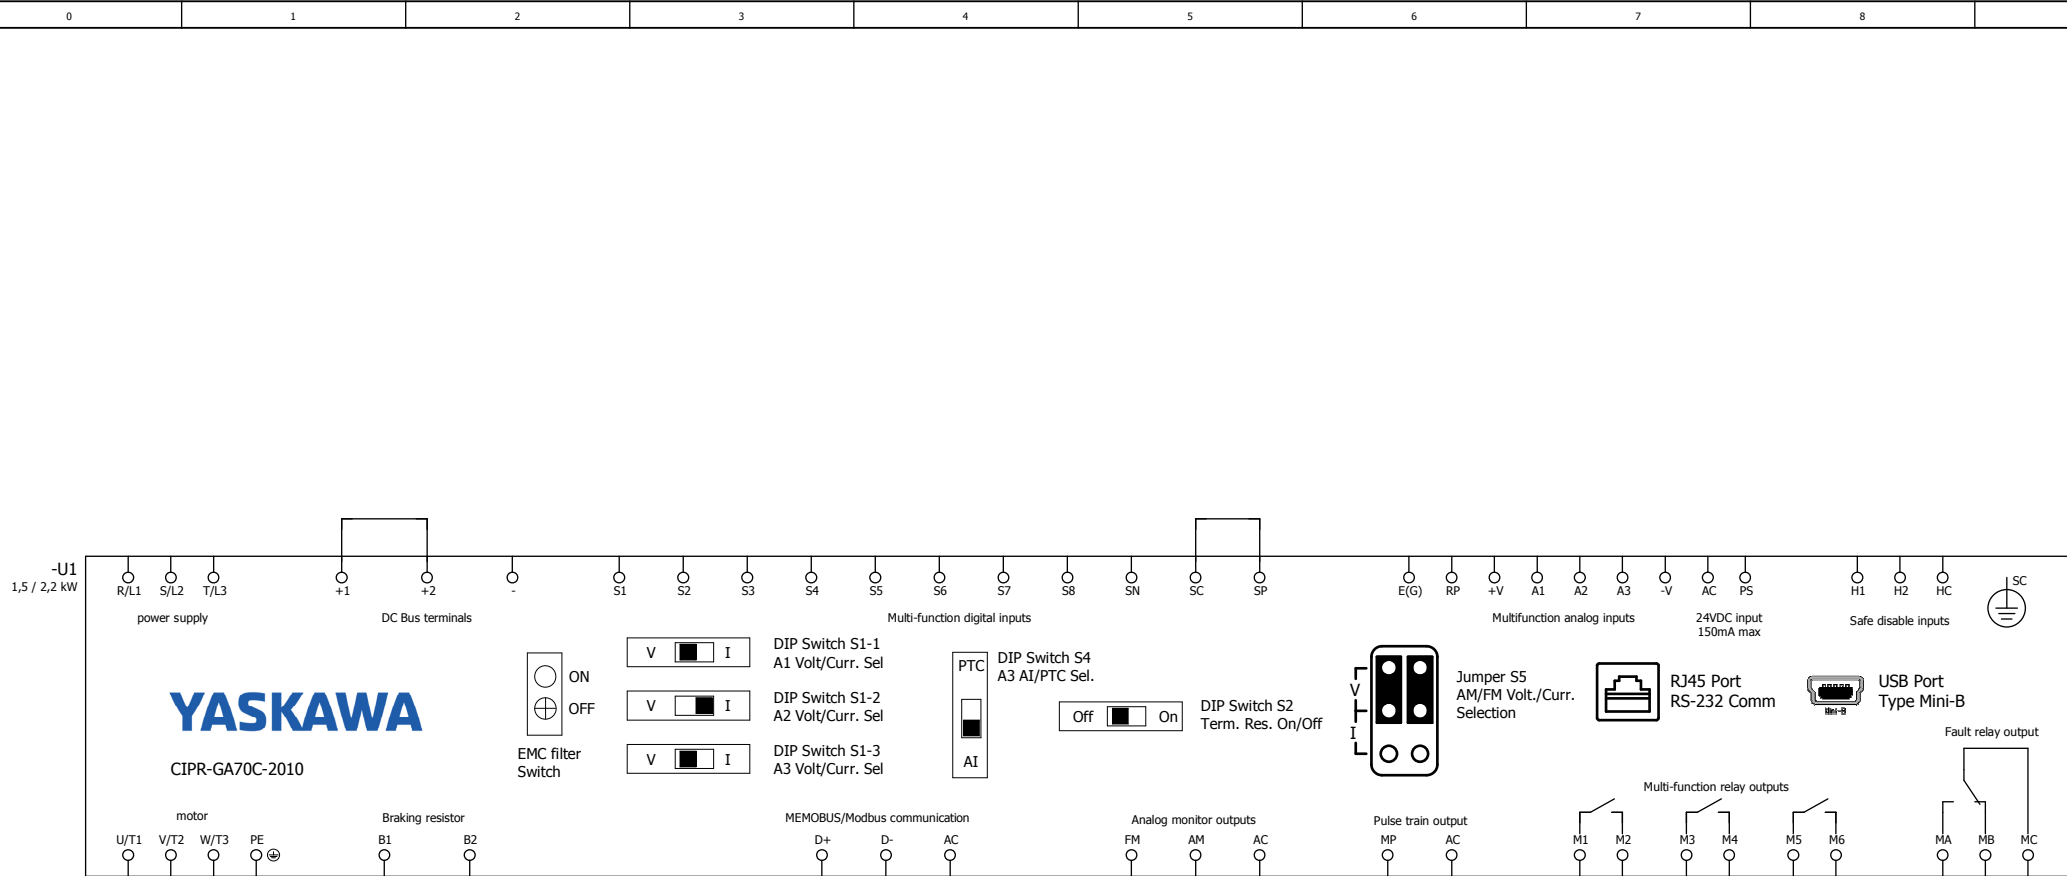 0 1 2 3 4 5 6 7 8
-U1
1,5 / 2,2 kW
R/L1 S/L2 T/L3 +1 +2 - S1 S2 S3 S4 S5 S6 S7 S8 SN SC SP E(G) RP +V A1 A2 A3 -V AC PS H1 H2 HC SC
power supply DC Bus terminals Multi-function digital inputs Multifunction analog inputs
24VDC input
150mA max
Safe disable inputs
YASKAWA
CIPR-GA70C-2010
ON
OFF
EMC filter
Switch
V I
DIP Switch S1-1
A1 Volt/Curr. Sel
V I
DIP Switch S1-2
A2 Volt/Curr. Sel
V I
DIP Switch S1-3
A3 Volt/Curr. Sel
PTC
AI
DIP Switch S4
A3 AI/PTC Sel.
Off On
DIP Switch S2
Term. Res. On/Off
V
I
Jumper S5
AM/FM Volt./Curr.
Selection
RJ45 Port
RS-232 Comm
Mini-B
USB Port
Type Mini-B
Fault relay output
Multi-function relay outputs
motor Braking resistor MEMOBUS/Modbus communication Analog monitor outputs Pulse train output
U/T1 V/T2 W/T3 PE B1 B2 D+ D- AC FM AM AC MP AC M1 M2 M3 M4 M5 M6 MA MB MC